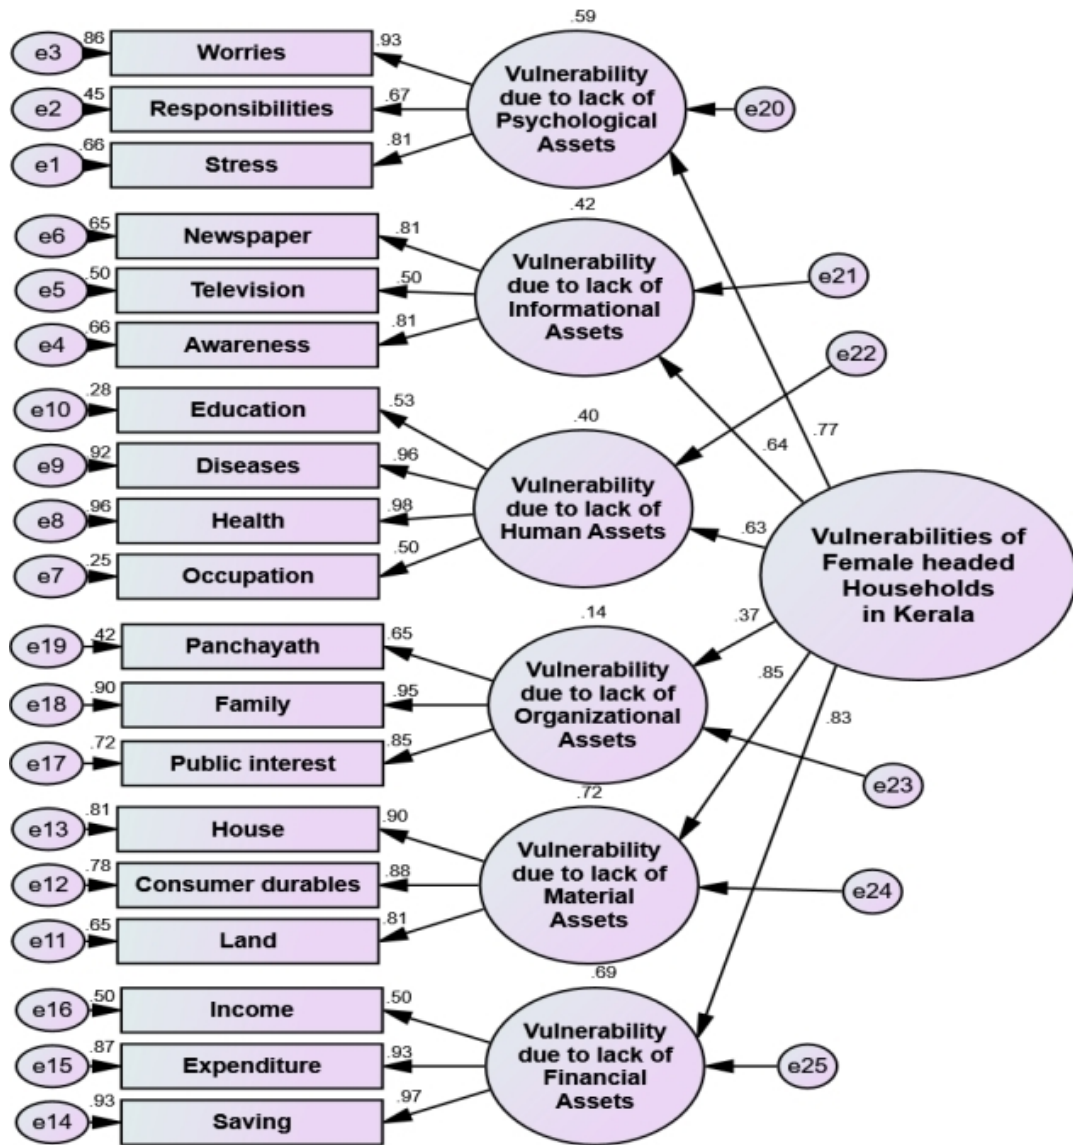 .59
e3
.86
Worries
.93
Vulnerability
due to lack of
Psychological
Assets
e2
.45
Responsibilities
.67
e20
e1
.66
Stress
.81
.42
e6
.65
Newspaper
.81
Vulnerability
due to lack of
Informational
Assets
e21
e5
.50
Television
.50
e4
.66
Awareness
.81
e22
e10
.28
Education
.53
.40
.64
.77
e9
.92
Diseases
.96
Vulnerability
due to lack of
Human Assets
e8
.96
Health
.98
.63
e7
.25
Occupation
.50
Vulnerabilities of
Female headed
Households
in Kerala
.14
.37
e19
.42
Panchayath
.65
Vulnerability
due to lack of
Organizational
Assets
.85
e18
.90
Family
.95
.83
e17
.72
Public interest
.85
e23
.72
e13
.81
House
.90
Vulnerability
due to lack of
Material
Assets
e12
.78
Consumer durables
.88
e24
e11
.65
Land
.81
.69
e16
.50
Income
.50
Vulnerability
due to lack of
Financial
Assets
e15
.87
Expenditure
.93
e25
e14
.93
Saving
.97